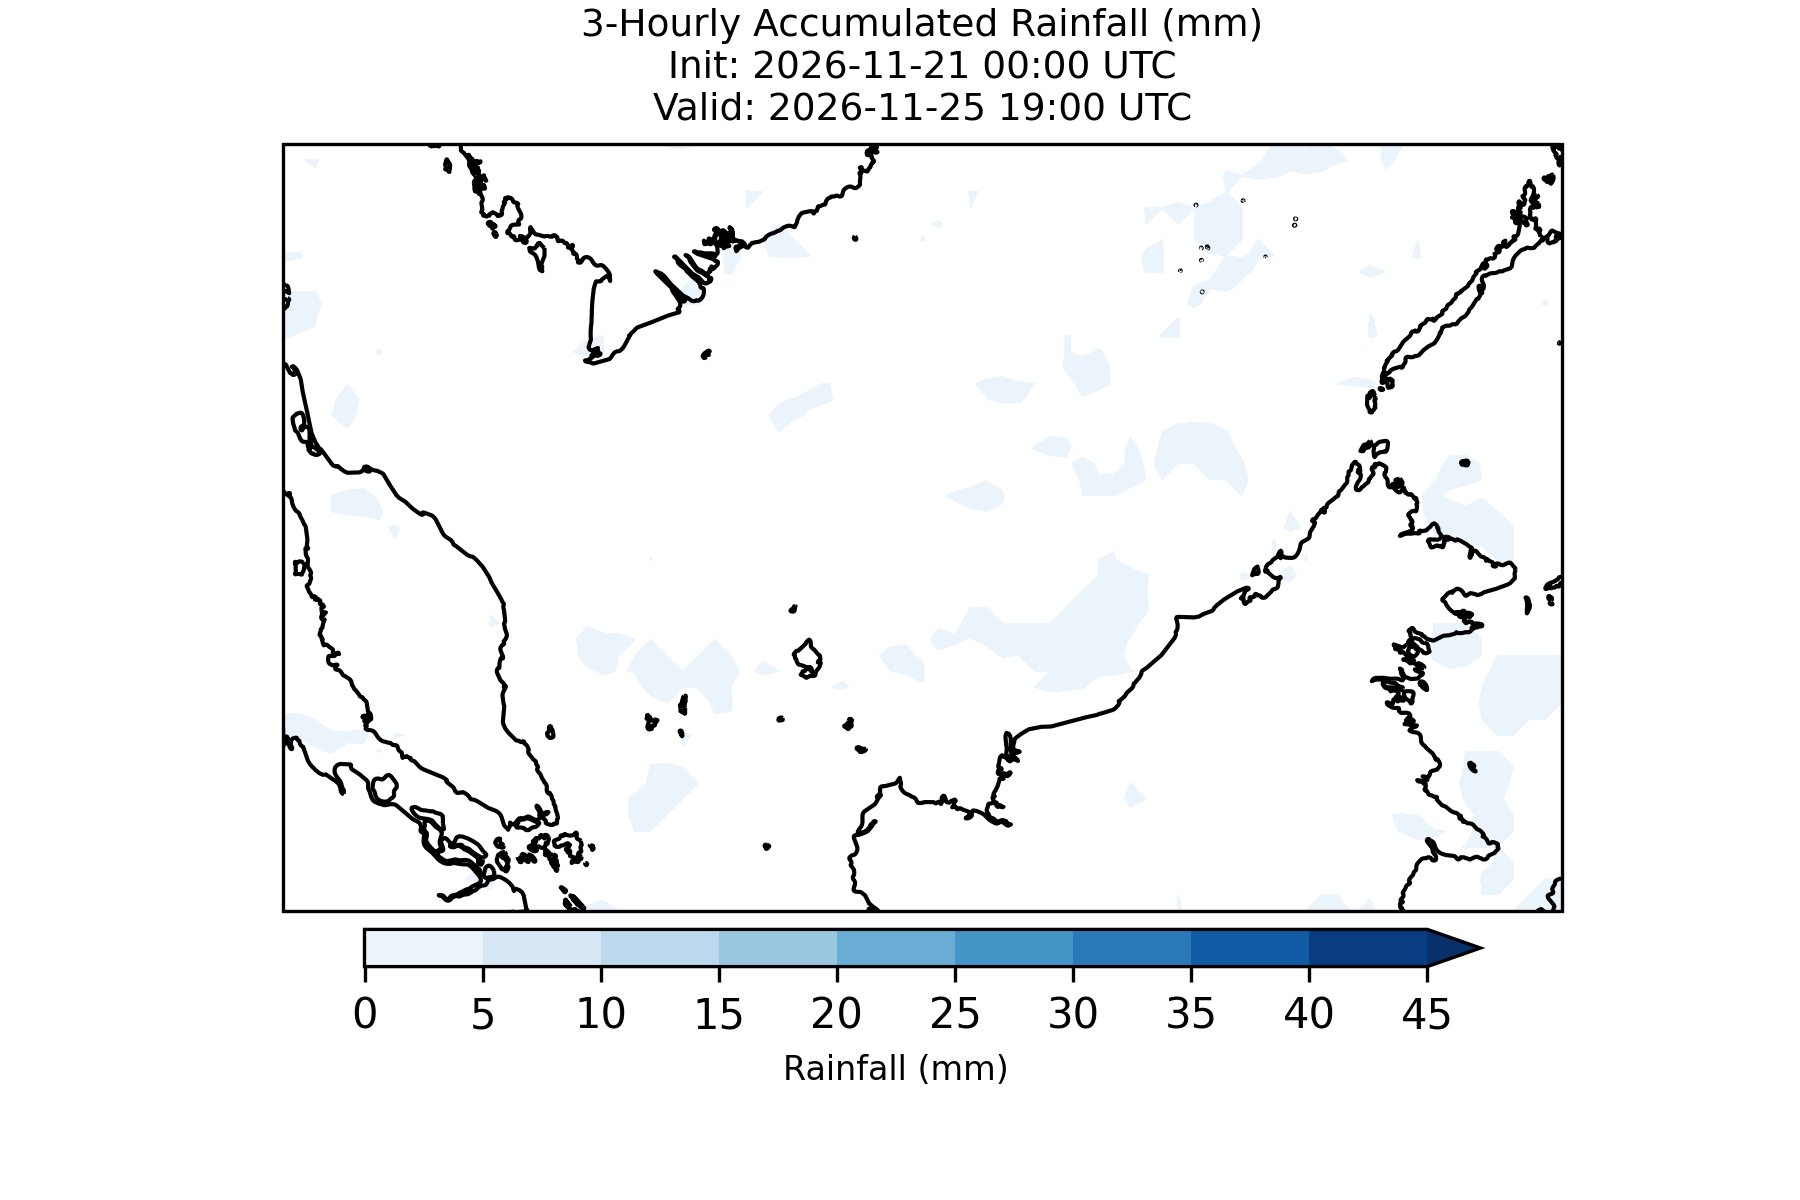 3-Hourly Accumulated Rainfall (mm)
Init: 2026-11-21 00:00 UTC
Valid: 2026-11-25 19:00 UTC
0 5 10 15 20 25 30 35 40 45
Rainfall (mm)